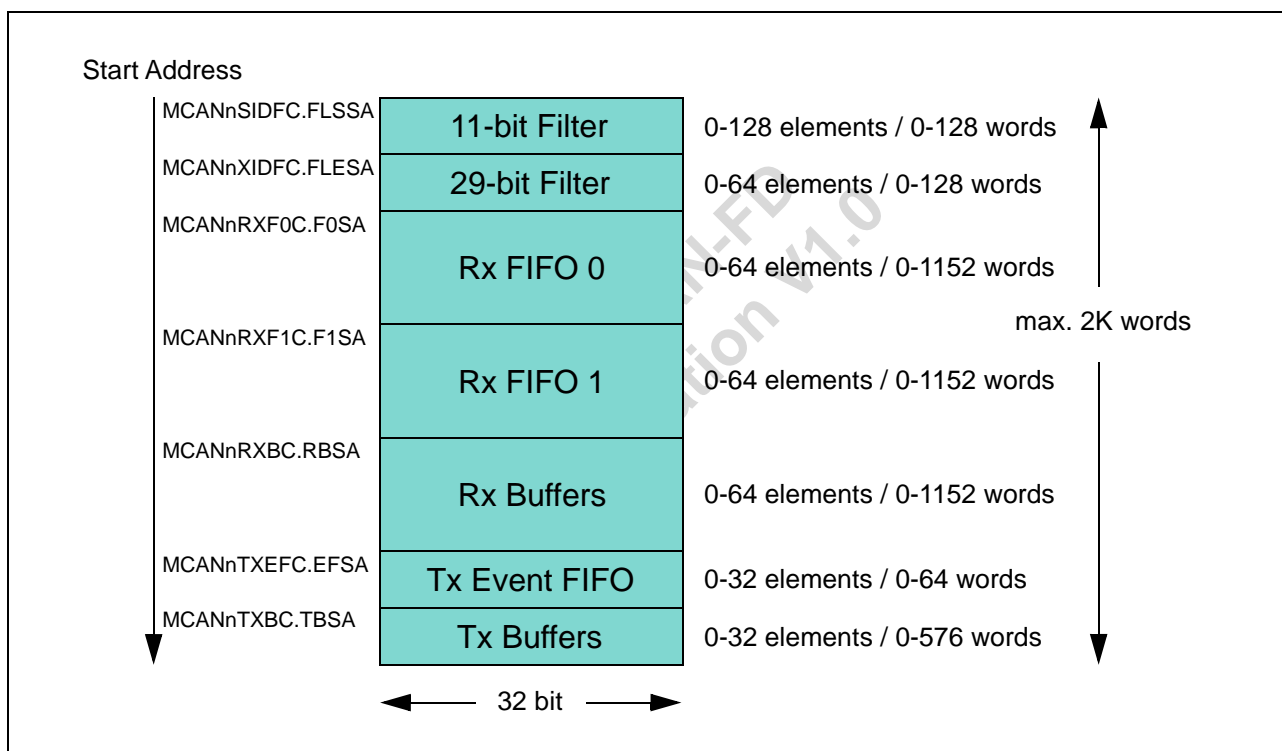 Start Address
MCANnSIDFC.FLSSA
11-bit Filter
0-128 elements / 0-128 words
MCANnXIDFC.FLESA
29-bit Filter
0-64 elements / 0-128 words
MCANnRXF0C.F0SA
Rx FIFO 0
0-64 elements / 0-1152 words
max. 2K words
MCANnRXF1C.F1SA
Rx FIFO 1
0-64 elements / 0-1152 words
MCANnRXBC.RBSA
Rx Buffers
0-64 elements / 0-1152 words
MCANnTXEFC.EFSA
Tx Event FIFO
0-32 elements / 0-64 words
MCANnTXBC.TBSA
Tx Buffers
0-32 elements / 0-576 words
32 bit
V1.0